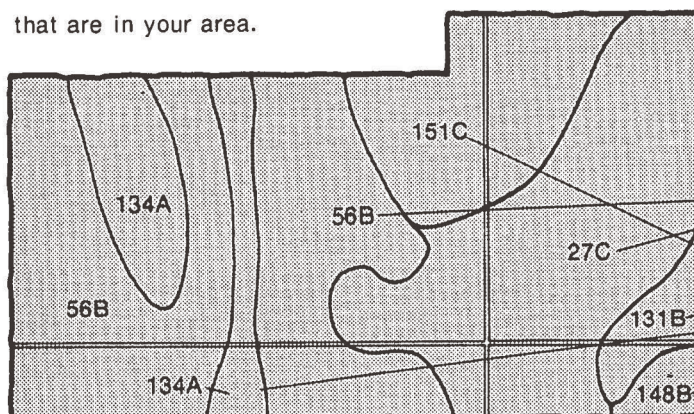 that are in your area.
151C
134A
56B
27C
56B
131B
134A
148B